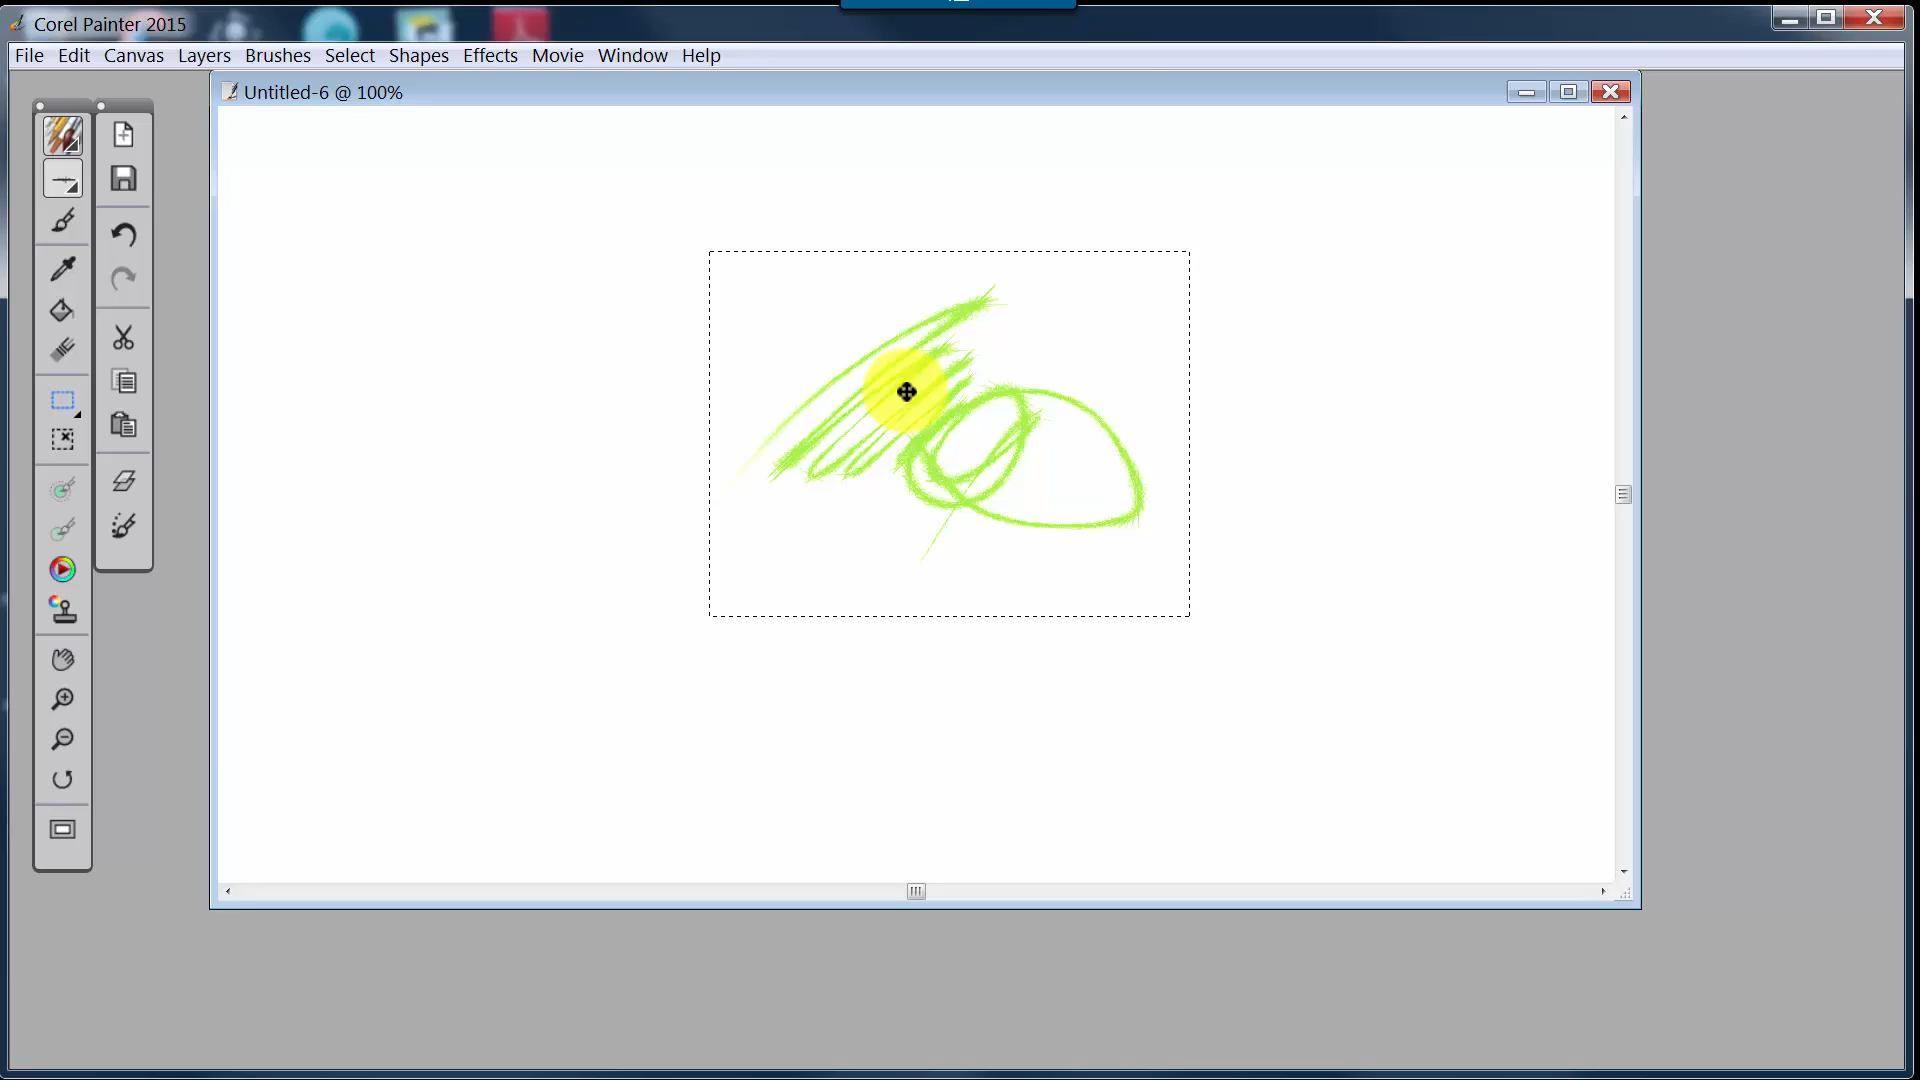 Corel Painter 2015
File Edit Canvas Layers Brushes Select Shapes Effects Movie Window Help
Untitled-6 @ 100%